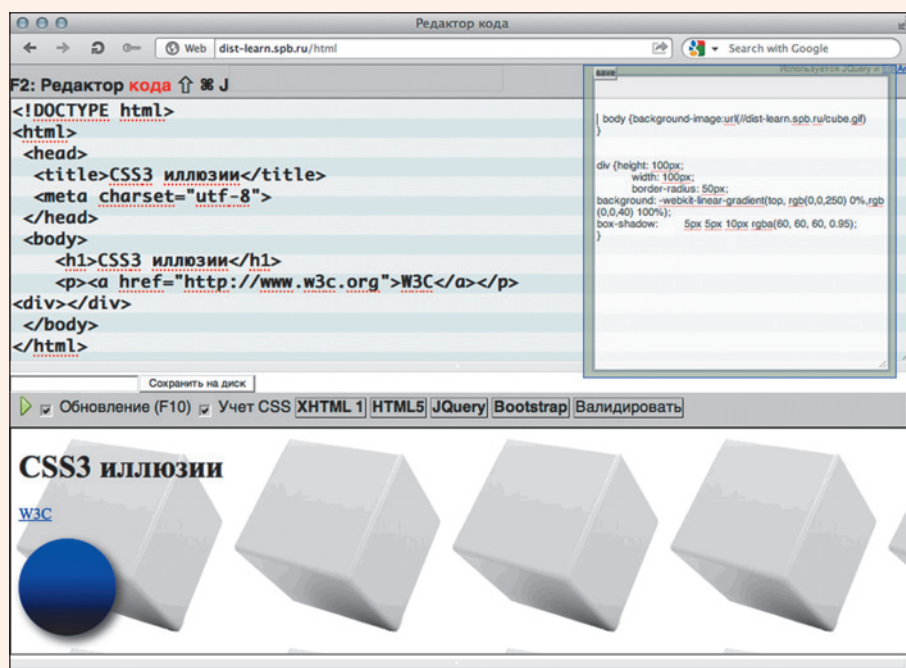 Редактор кода
Web dist-learn.spb.ru/html
Search with Google
F2: Редактор кода ⇧ ⌘ J
<!DOCTYPE html>
<html>
<head>
<title>CSS3 иллюзии</title>
<meta charset="utf-8">
</head>
<body>
<h1>CSS3 иллюзии</h1>
<p><a href="http://www.w3c.org">W3C</a></p>
<div></div>
</body>
</html>
Используется JQuery и
save
body {background-image:url(//dist-learn.spb.ru/cube.gif)
}
div {height: 100px;
width: 100px;
border-radius: 50px;
background: -webkit-linear-gradient(top, rgb(0,0,250) 0%,rgb
(0,0,40) 100%);
box-shadow: 5px 5px 10px rgba(60, 60, 60, 0.95);
}
Сохранить на диск
Обновление (F10) Учет CSS XHTML 1 HTML5 JQuery Bootstrap Валидировать
CSS3 иллюзии
W3C